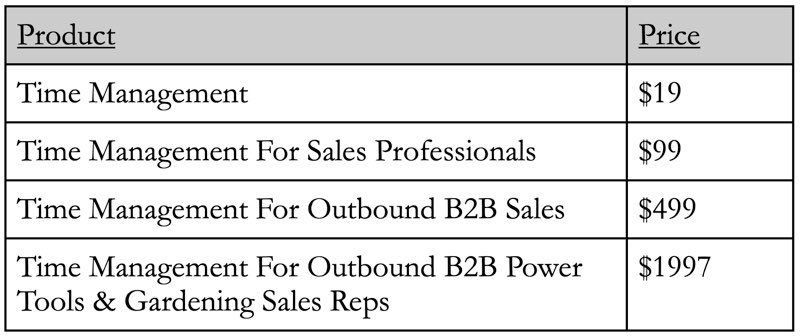 Product Price
Time Management $19
Time Management For Sales Professionals $99
Time Management For Outbound B2B Sales $499
Time Management For Outbound B2B Power $1997
Tools & Gardening Sales Reps